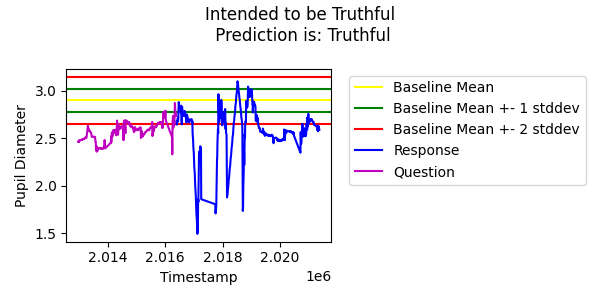 Intended to be Truthful
Prediction is: Truthful
Pupil Diameter
3.0
2.5
2.0
1.5
2.014 2.016 2.018 2.020
1e6
Timestamp
Baseline Mean
Baseline Mean +- 1 stddev
Baseline Mean +- 2 stddev
Response
Question